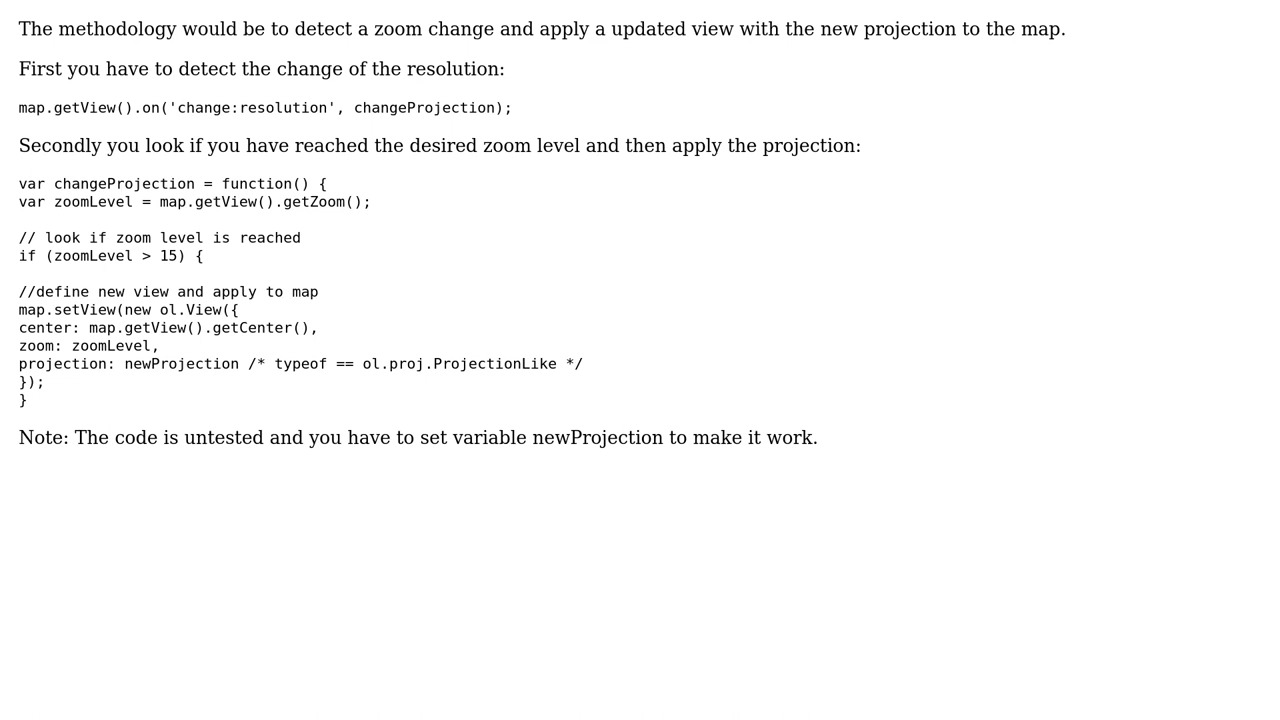 The methodology would be to detect a zoom change and apply a updated view with the new projection to the map.
First you have to detect the change of the resolution:
map.getView().on('change:resolution', changeProjection);
Secondly you look if you have reached the desired zoom level and then apply the projection:
var changeProjection = function() {
var zoomLevel = map.getView().getZoom();
// look if zoom level is reached
if (zoomLevel > 15) {
//define new view and apply to map
map.setView(new ol.View({
center: map.getView().getCenter(),
zoom: zoomLevel,
projection: newProjection /* typeof == ol.proj.ProjectionLike */
});
}
Note: The code is untested and you have to set variable newProjection to make it work.